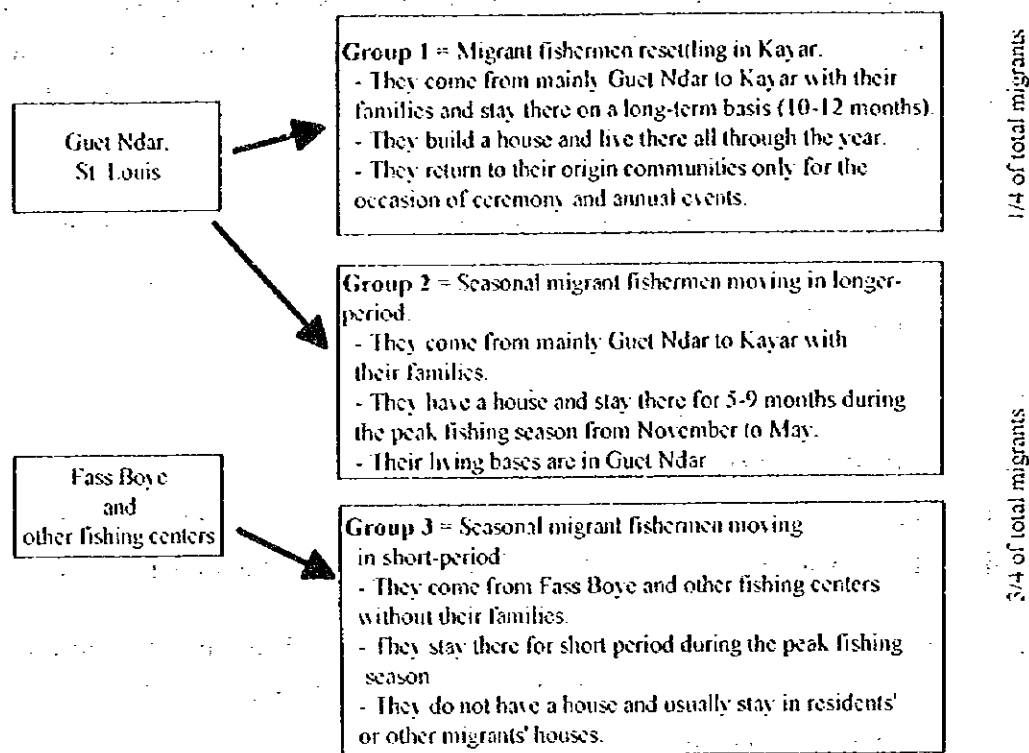 Guet Ndar,
St. Louis
Group 1 = Migrant fishermen resettling in Kayar.
- They come from mainly Guet Ndar to Kayar with their
families and stay there on a long-term basis (10-12 months).
- They build a house and live there all through the year.
- They return to their origin communities only for the
occasion of ceremony and annual events.
1/4 of total migrants
Group 2 = Seasonal migrant fishermen moving in longer-
period.
- They come from mainly Guet Ndar to Kayar with
their families.
- They have a house and stay there for 5-9 months during
the peak fishing season from November to May.
- Their living bases are in Guet Ndar
Fass Boye
and
other fishing centers
Group 3 = Seasonal migrant fishermen moving
in short-period
- They come from Fass Boye and other fishing centers
without their families.
- They stay there for short period during the peak fishing
season
- They do not have a house and usually stay in residents'
or other migrants' houses.
3/4 of total migrants